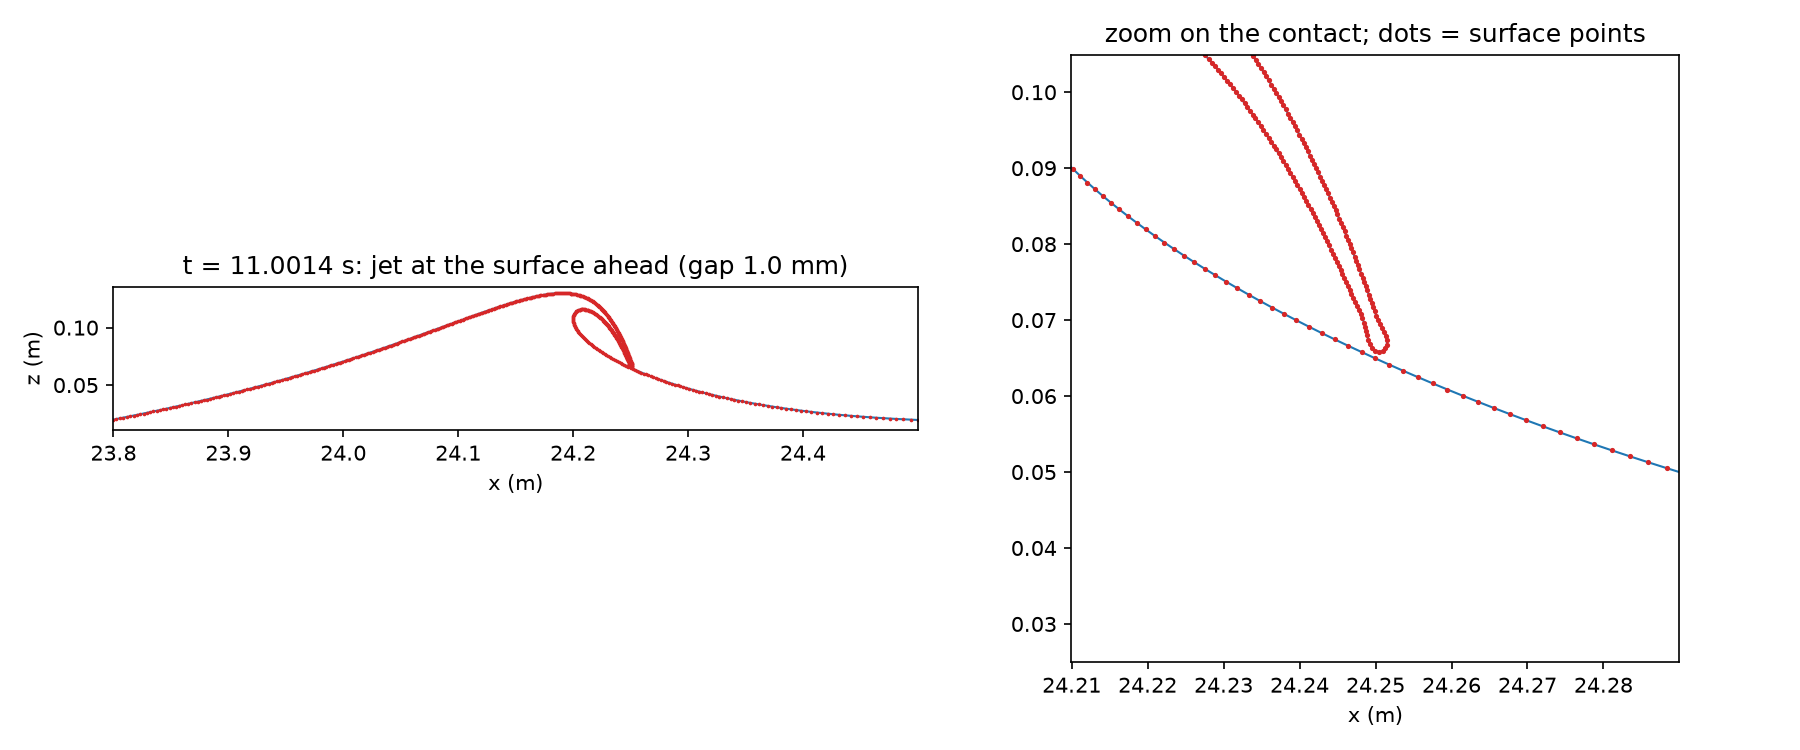 t = 11.0014 s: jet at the surface ahead (gap 1.0 mm)
z (m)
0.10
0.05
23.8 23.9 24.0 24.1 24.2 24.3 24.4
x (m)
zoom on the contact; dots = surface points
0.10
0.09
0.08
0.07
0.06
0.05
0.04
0.03
24.21 24.22 24.23 24.24 24.25 24.26 24.27 24.28
x (m)